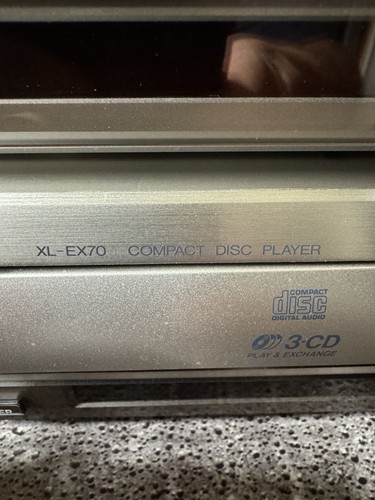 XL-EX70 COMPACT DISC PLAYER
COMPACT
disc
DIGITAL AUDIO
3-CD
PLAY & EXCHANGE